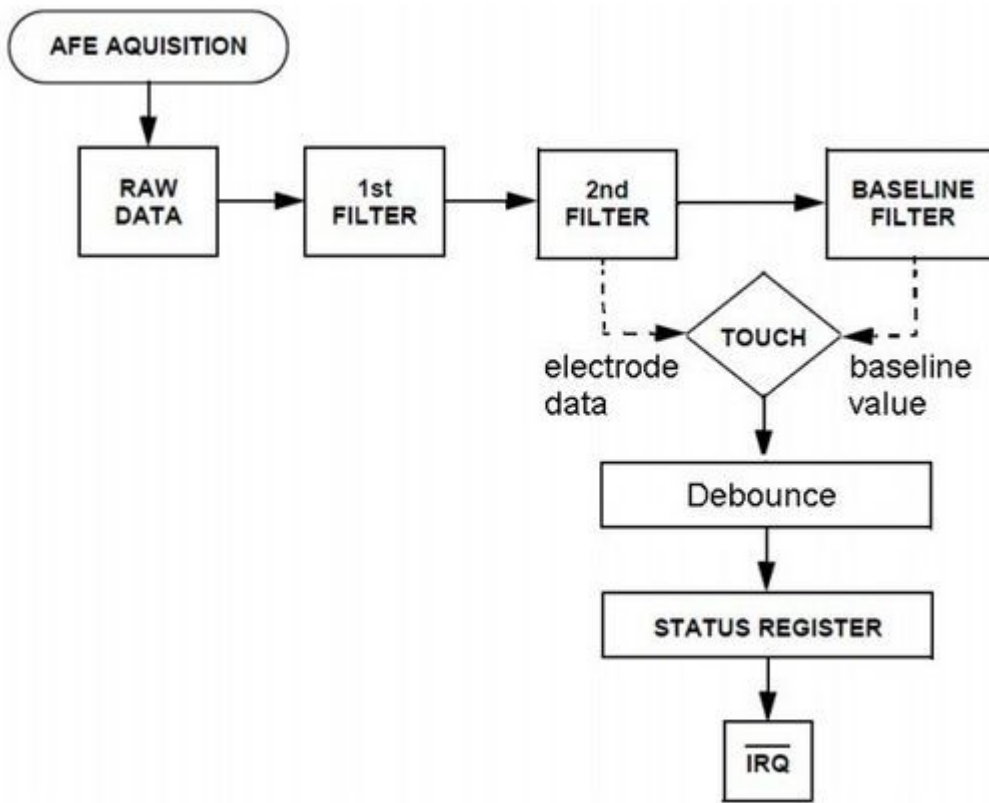 AFE AQUISITION
RAW
DATA
1st
FILTER
2nd
FILTER
BASELINE
FILTER
TOUCH
electrode
data
baseline
value
Debounce
STATUS REGISTER
IRQ